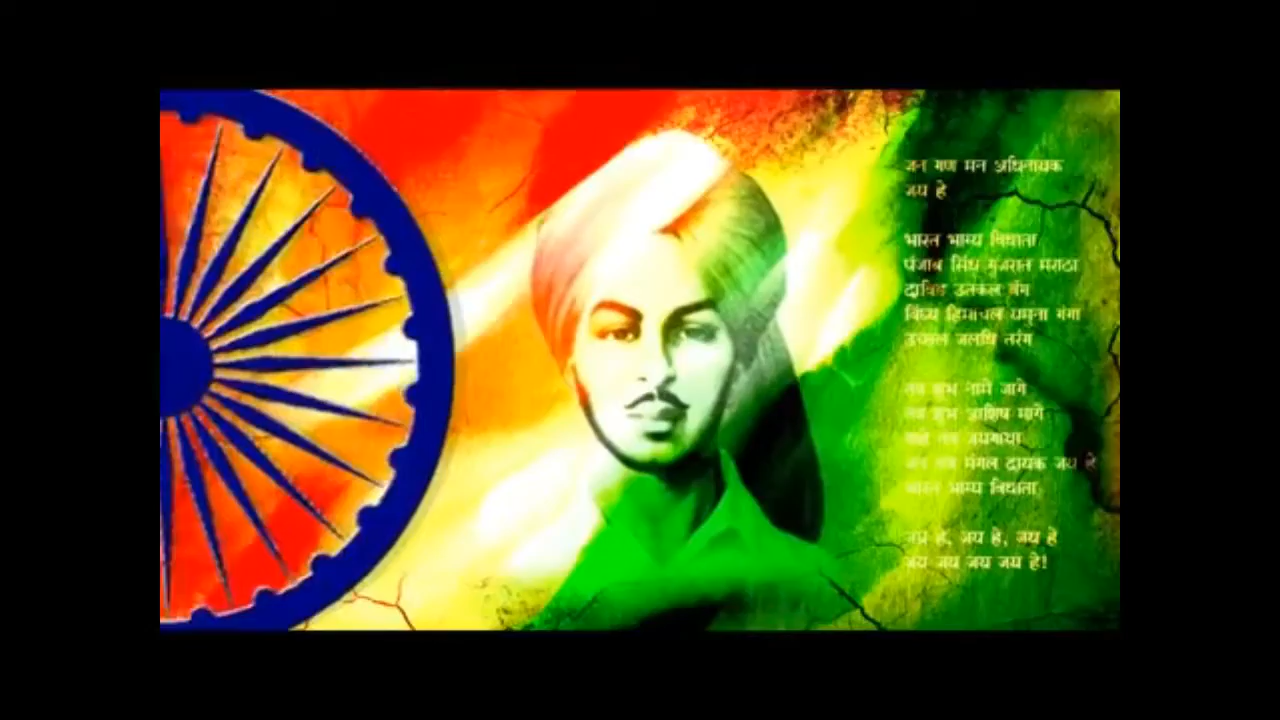 जन गण मन अधिनायक
जय हे
भारत भाग्य विधाता
पंजाब सिंध गुजरात मराठा
द्राविड़ उत्कल बंग
विंध्य हिमाचल यमुना गंगा
उच्छल जलधि तरंग
तव शुभ नामे जागे
तव शुभ आशिष मागे
गाहे तव जयगाथा
जन गण मंगल दायक जय हे
भारत भाग्य विधाता
जय हे, जय हे, जय हे
जय जय जय जय हे!